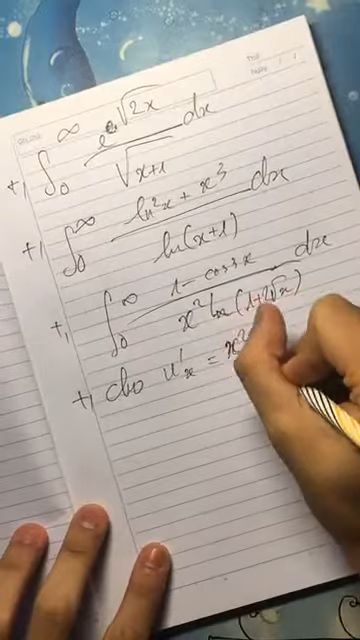 +, ∫₀^∞ e^√(2x) / √(x+1) dx
+, ∫₀^∞ (ln²x + x³) / ln(x+1) dx
+, ∫₀^∞ (1 - cos3x) / (x² ln(1+2√x)) dx
+, cho u'ₓ = x²